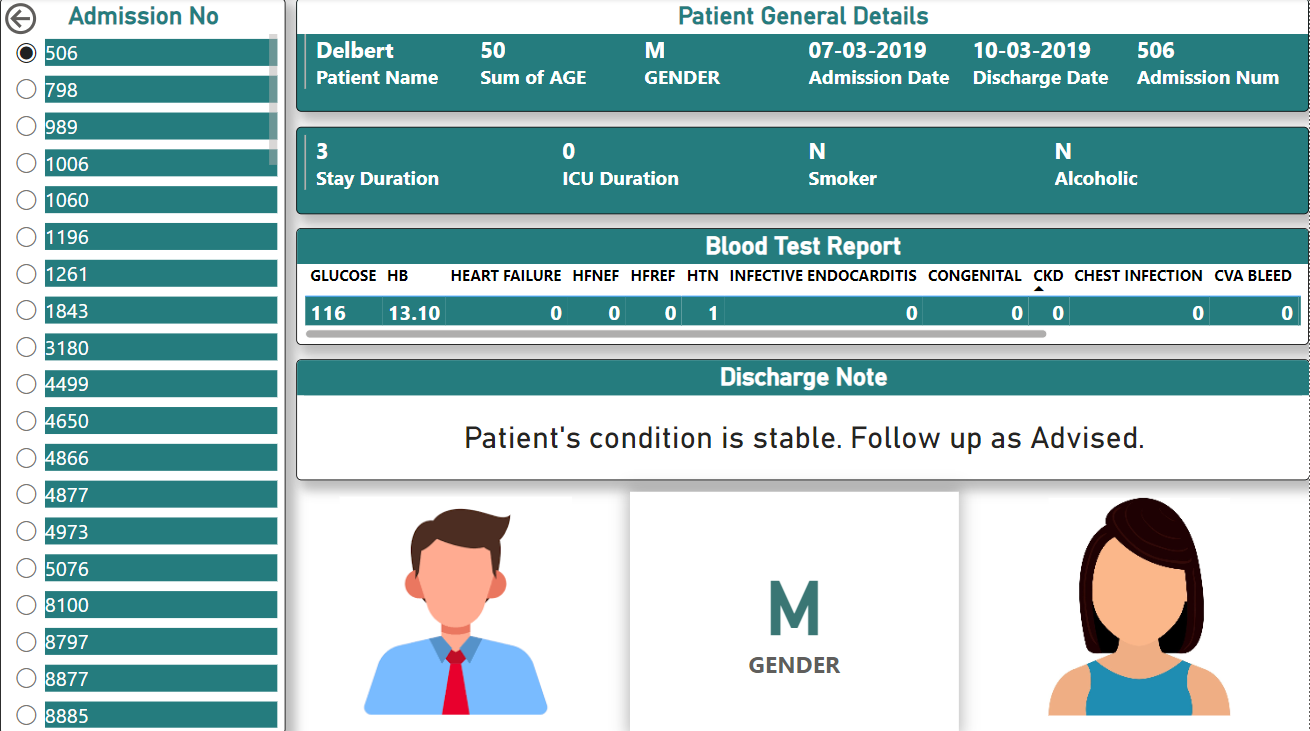 Admission No
506
798
989
1006
1060
1196
1261
1843
3180
4499
4650
4866
4877
4973
5076
8100
8797
8877
8885
Patient General Details
Delbert 50 M 07-03-2019 10-03-2019 506
Patient Name Sum of AGE GENDER Admission Date Discharge Date Admission Num
3 0 N N
Stay Duration ICU Duration Smoker Alcoholic
Blood Test Report
GLUCOSE HB HEART FAILURE HFNEF HFREF HTN INFECTIVE ENDOCARDITIS CONGENITAL CKD CHEST INFECTION CVA BLEED
116 13.10 0 0 0 1 0 0 0 0 0
Discharge Note
Patient's condition is stable. Follow up as Advised.
M
GENDER